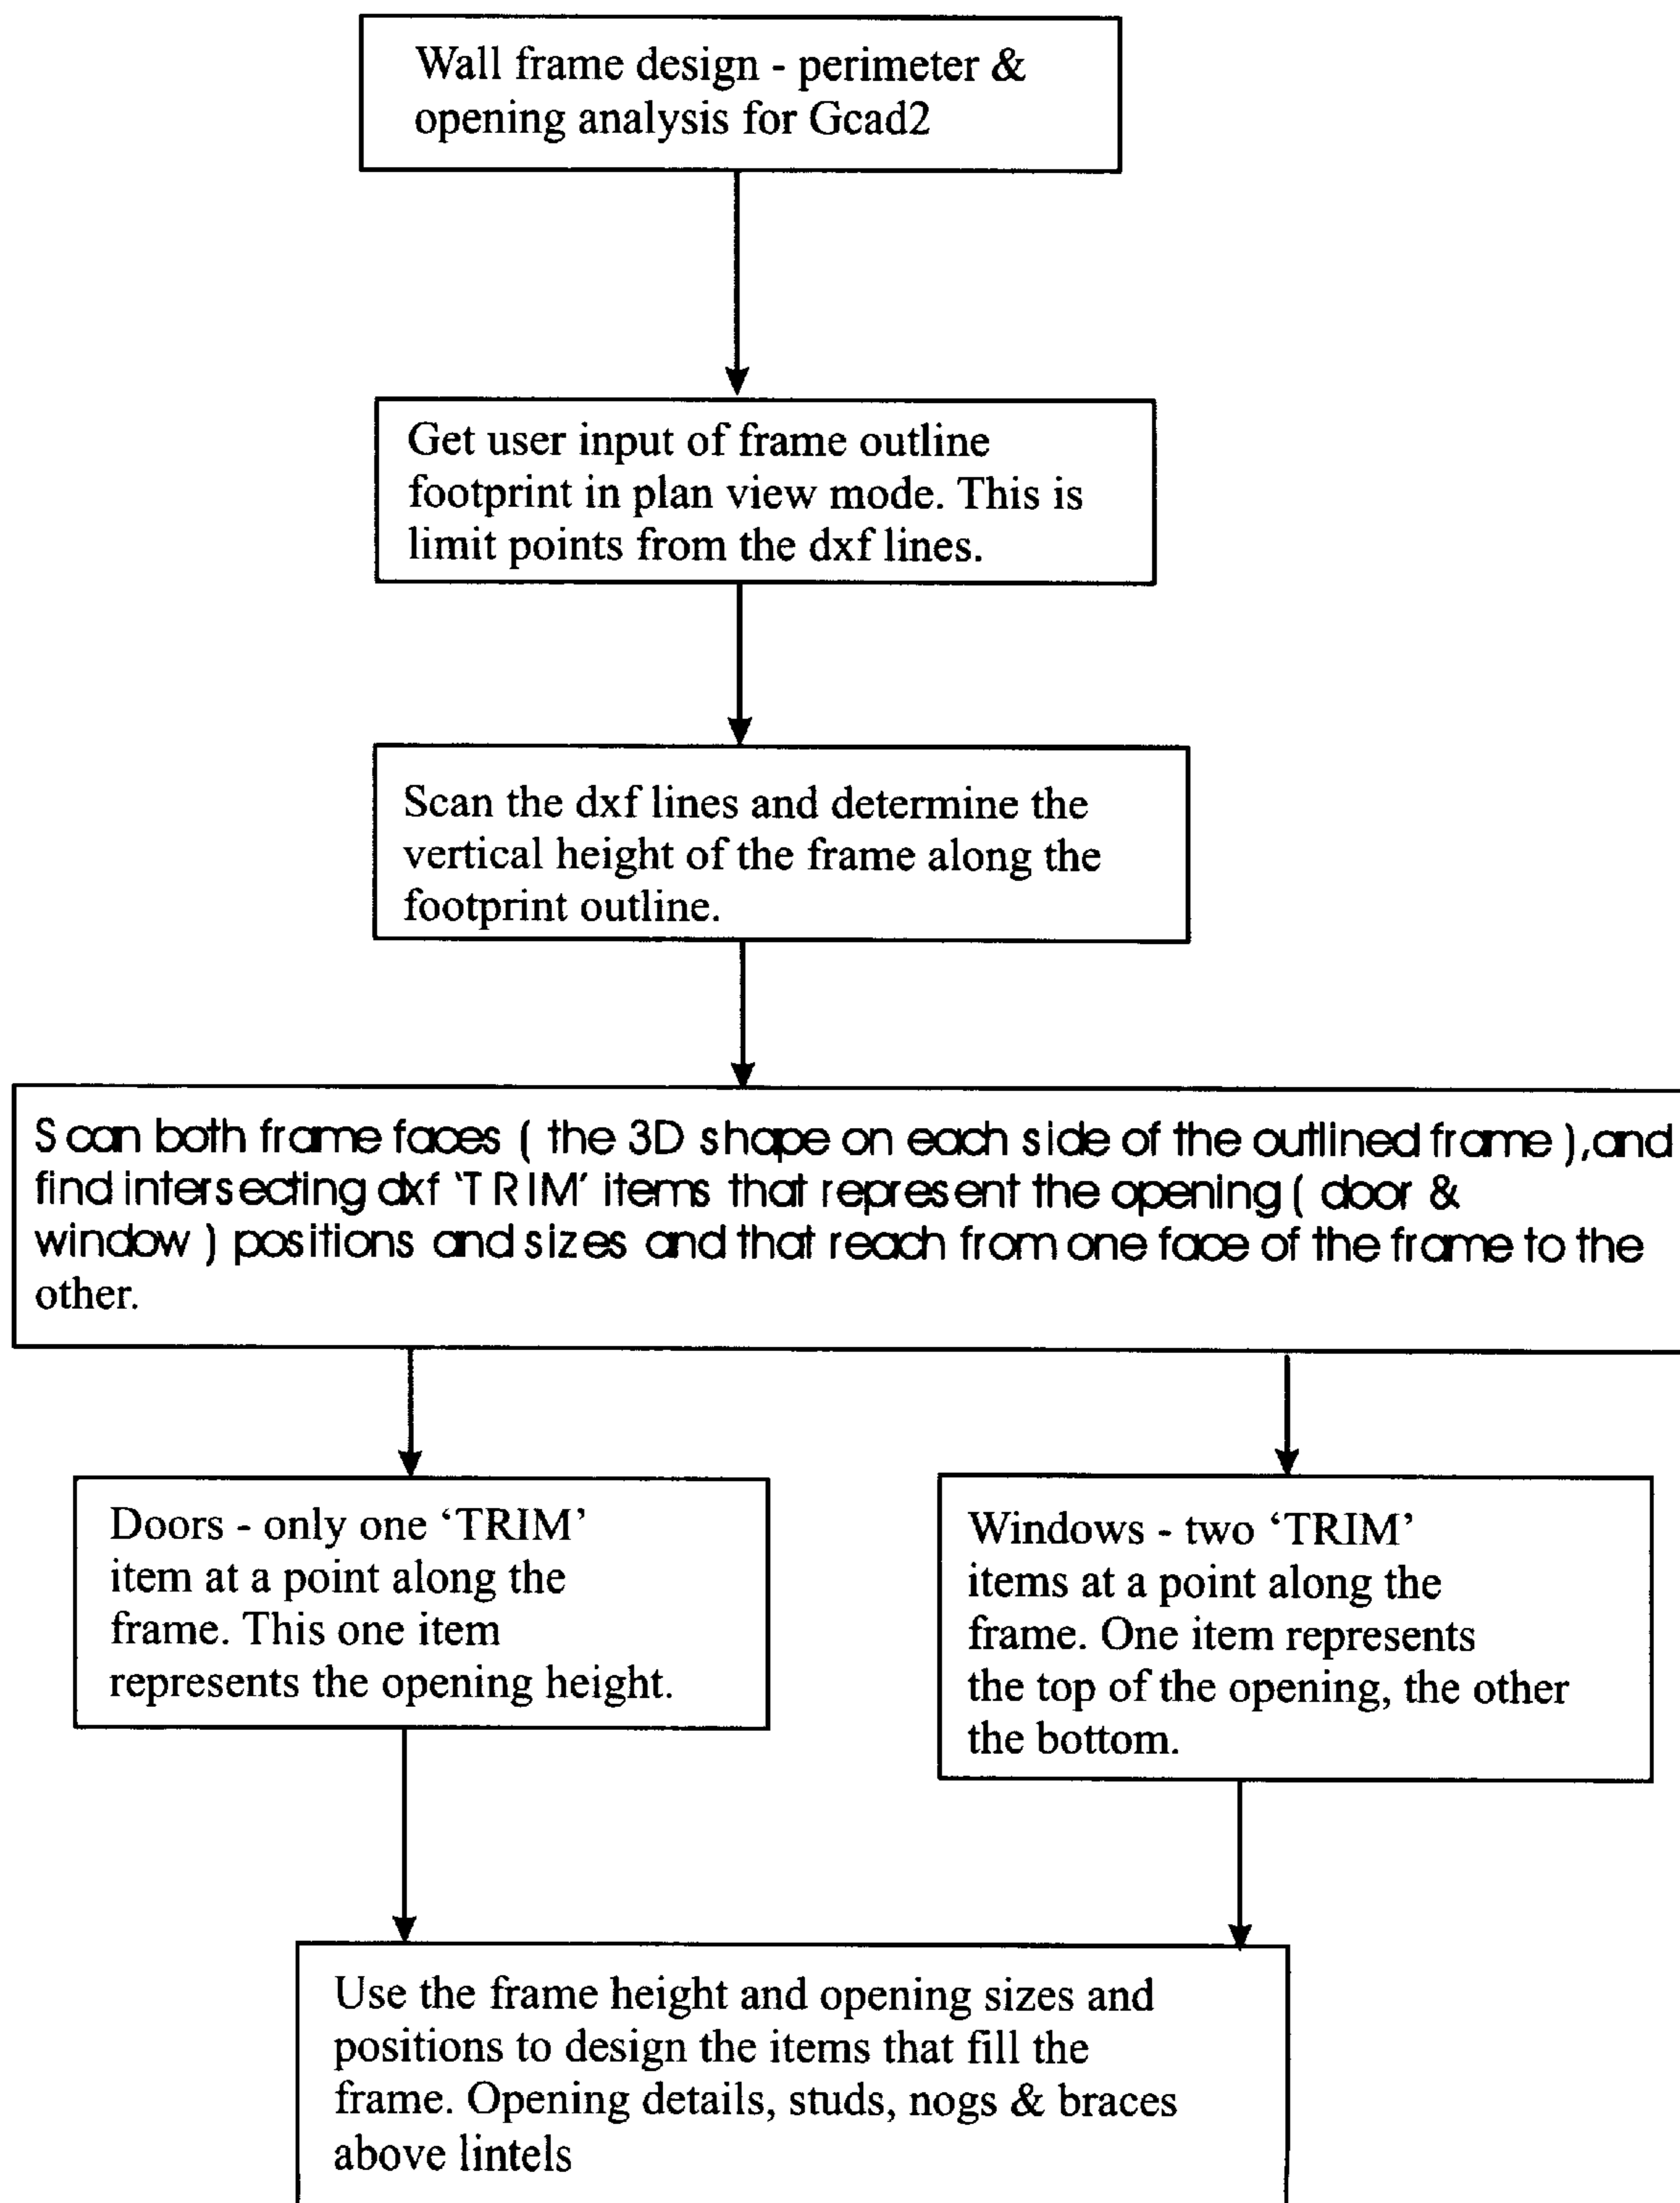 Wall frame design - perimeter &
opening analysis for Gcad2
Get user input of frame outline
footprint in plan view mode. This is
limit points from the dxf lines.
Scan the dxf lines and determine the
vertical height of the frame along the
footprint outline.
Scan both frame faces ( the 3D shape on each side of the outlined frame ),and
find intersecting dxf 'TRIM' items that represent the opening ( door &
window ) positions and sizes and that reach from one face of the frame to the
other.
Doors - only one ‘TRIM’
item at a point along the
frame. This one item
represents the opening height.
Windows - two ‘TRIM’
items at a point along the
frame. One item represents
the top of the opening, the other
the bottom.
Use the frame height and opening sizes and
positions to design the items that fill the
frame. Opening details, studs, nogs & braces
above lintels